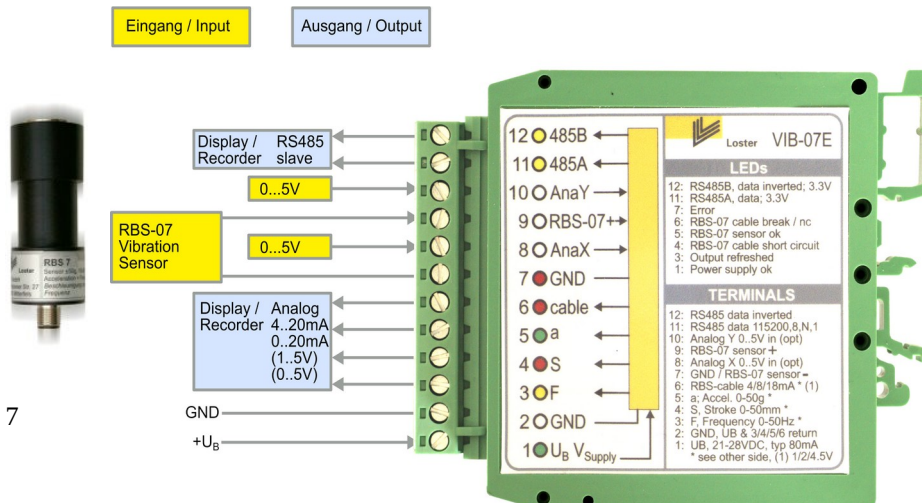 Eingang / Input
Ausgang / Output
Display / RS485
Recorder slave
0...5V
RBS-07
Vibration
Sensor
0...5V
Display / Analog
Recorder 4..20mA
0..20mA
(1..5V)
(0..5V)
GND
+UB
7
Loster
RBS 7
12 485B
11 485A
10 AnaY
9 RBS-07+
8 AnaX
7 GND
6 cable
5 a
4 S
3 F
2 GND
1 UB VSupply
Loster VIB-07E
LEDs
12: RS485B, data inverted; 3.3V
11: RS485A, data; 3.3V
7: Error
6: RBS-07 cable break / nc
5: RBS-07 sensor ok
4: RBS-07 cable short circuit
3: Output refreshed
1: Power supply ok
TERMINALS
12: RS485 data inverted
11: RS485 data 115200,8,N,1
10: Analog Y 0..5V in (opt)
9: RBS-07 sensor +
8: Analog X 0..5V in (opt)
7: GND / RBS-07 sensor -
6: RBS-cable 4/8/18mA * (1)
5: a; Accel. 0-50g *
4: S, Stroke 0-50mm *
3: F, Frequency 0-50Hz *
2: GND, UB & 3/4/5/6 return
1: UB, 21-28VDC, typ 80mA
* see other side, (1) 1/2/4.5V